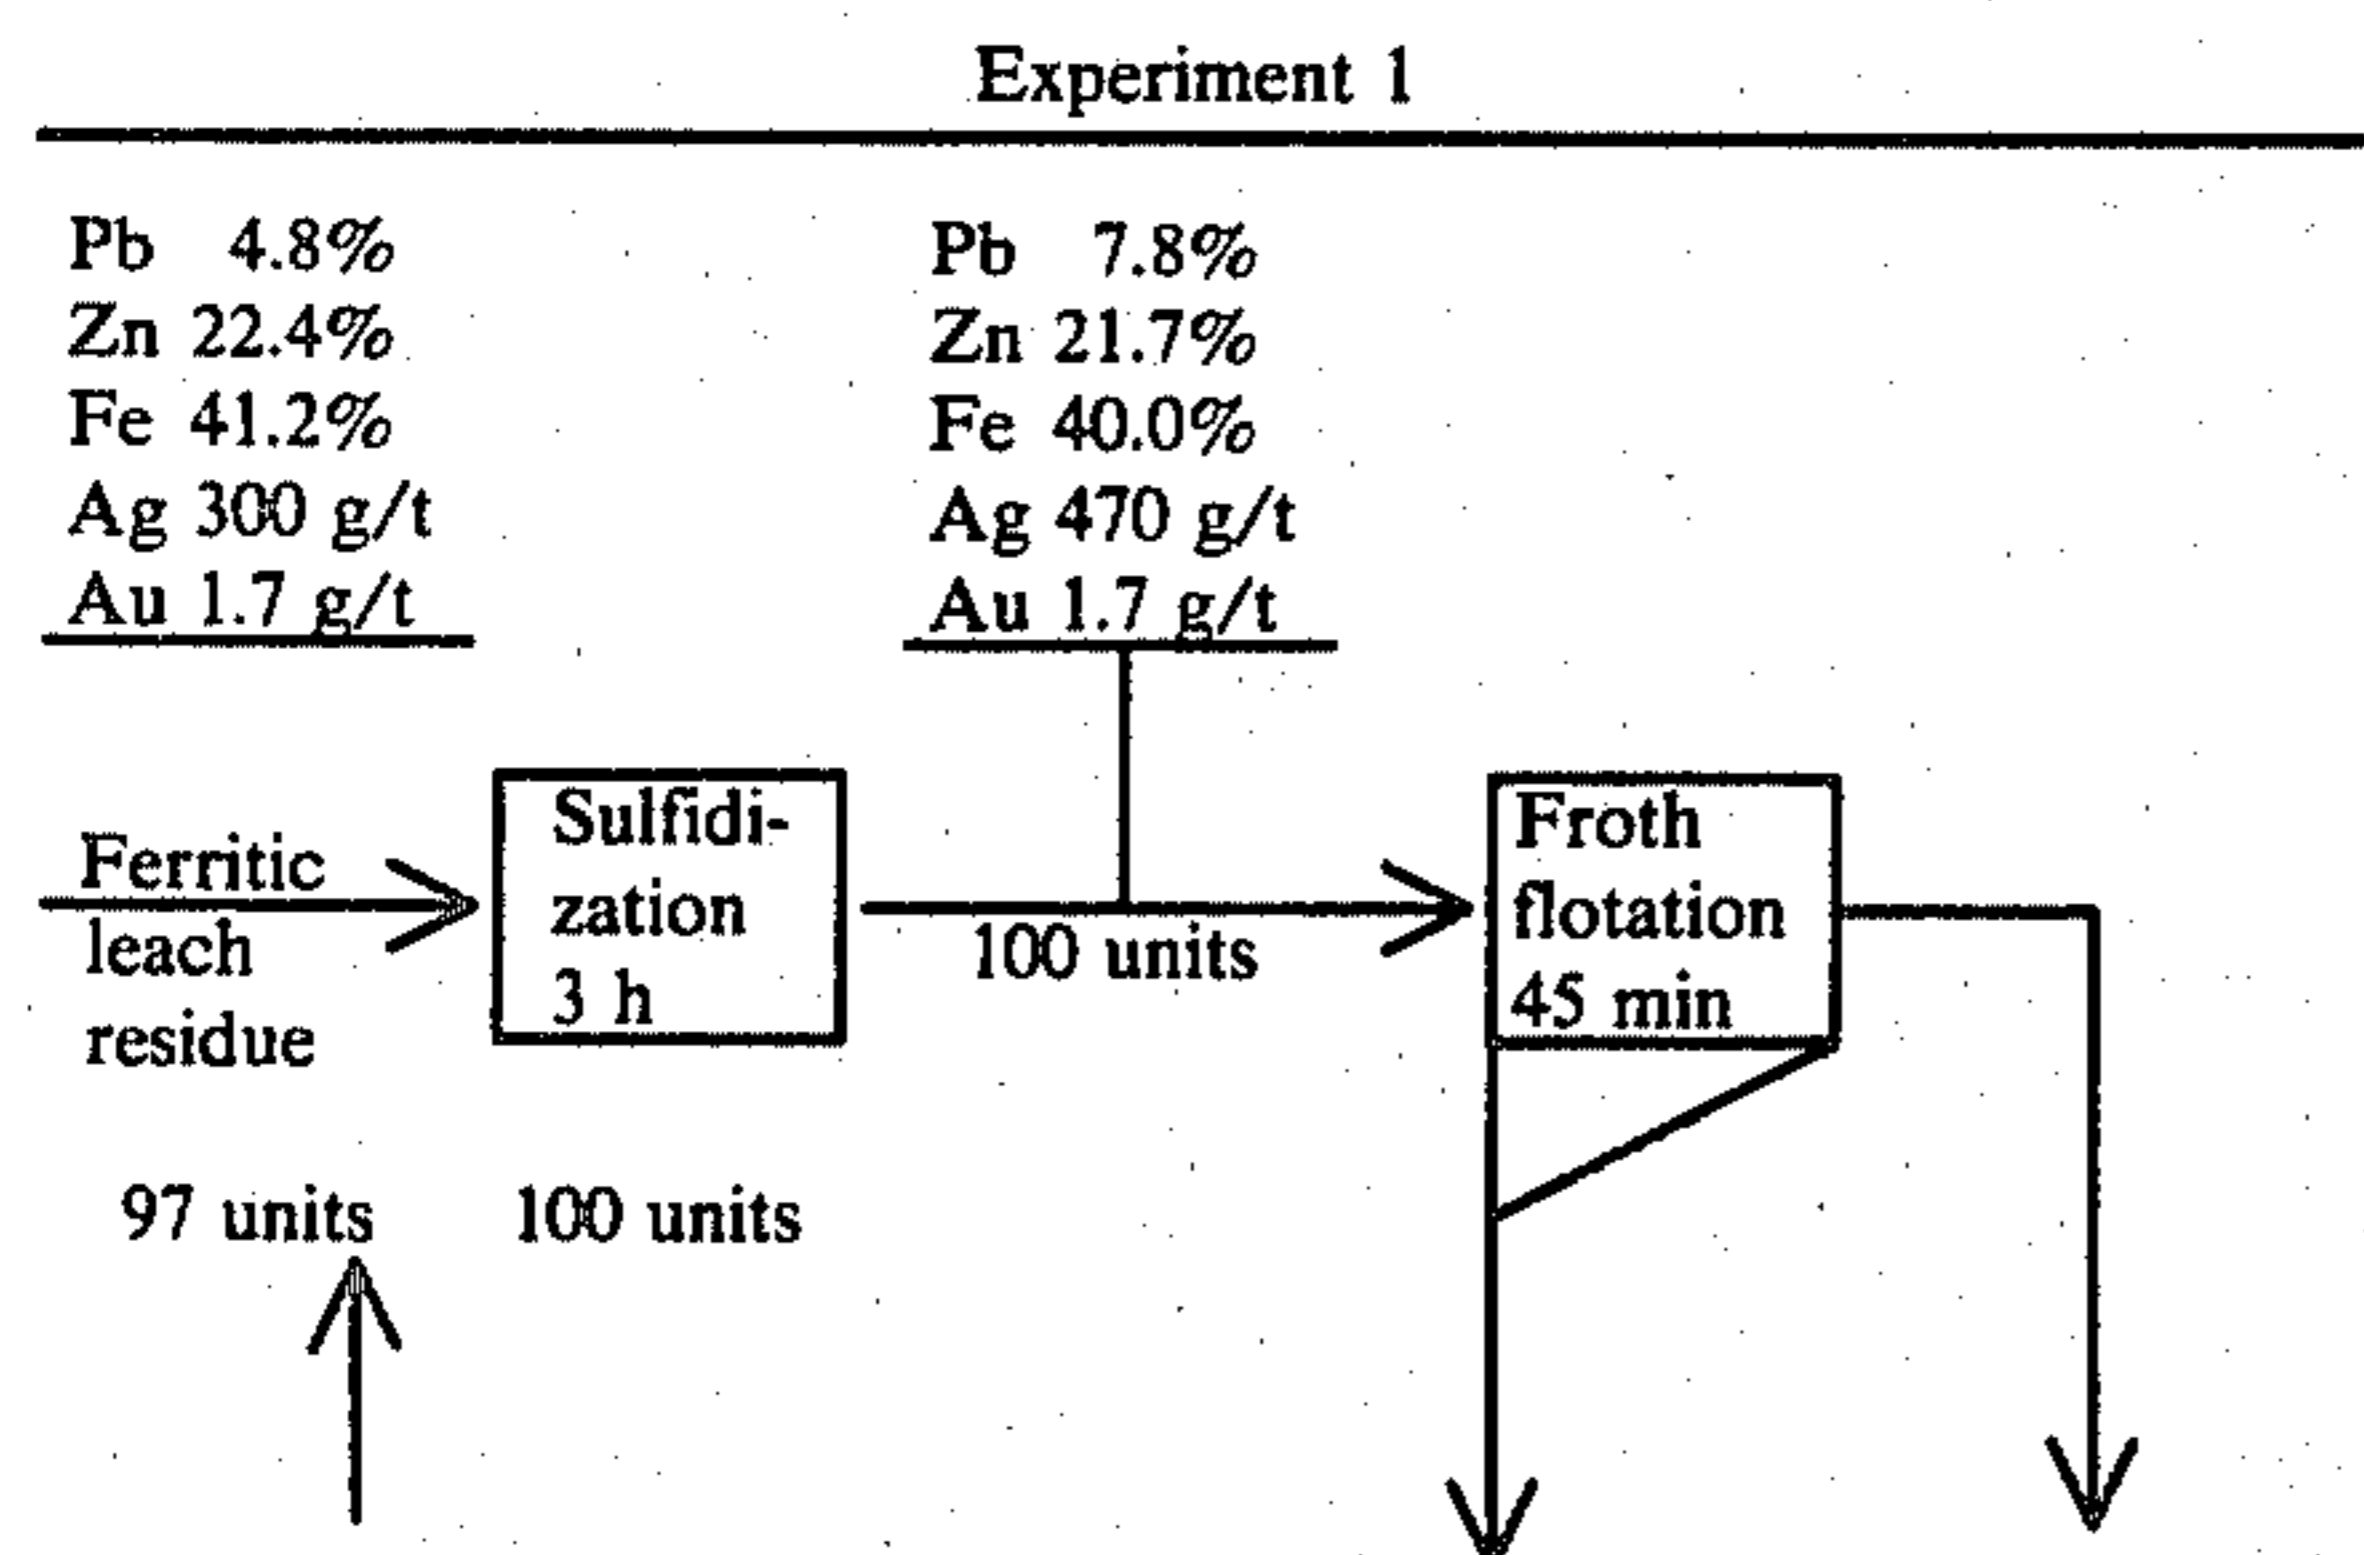 Experiment 1
Pb 4.8%
Zn 22.4%
Fe 41.2%
Ag 300 g/t
Au 1.7 g/t
Pb 7.8%
Zn 21.7%
Fe 40.0%
Ag 470 g/t
Au 1.7 g/t
Ferritic
leach
residue
Sulfidi-
zation
3 h
100 units
Froth
flotation
45 min
97 units
100 units